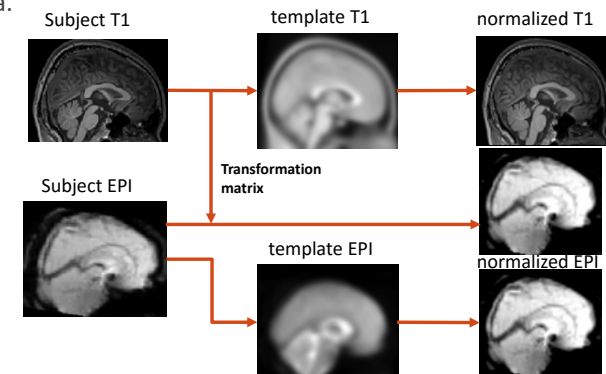 a.
Subject T1
template T1
normalized T1
Transformation
matrix
Subject EPI
template EPI
normalized EPI